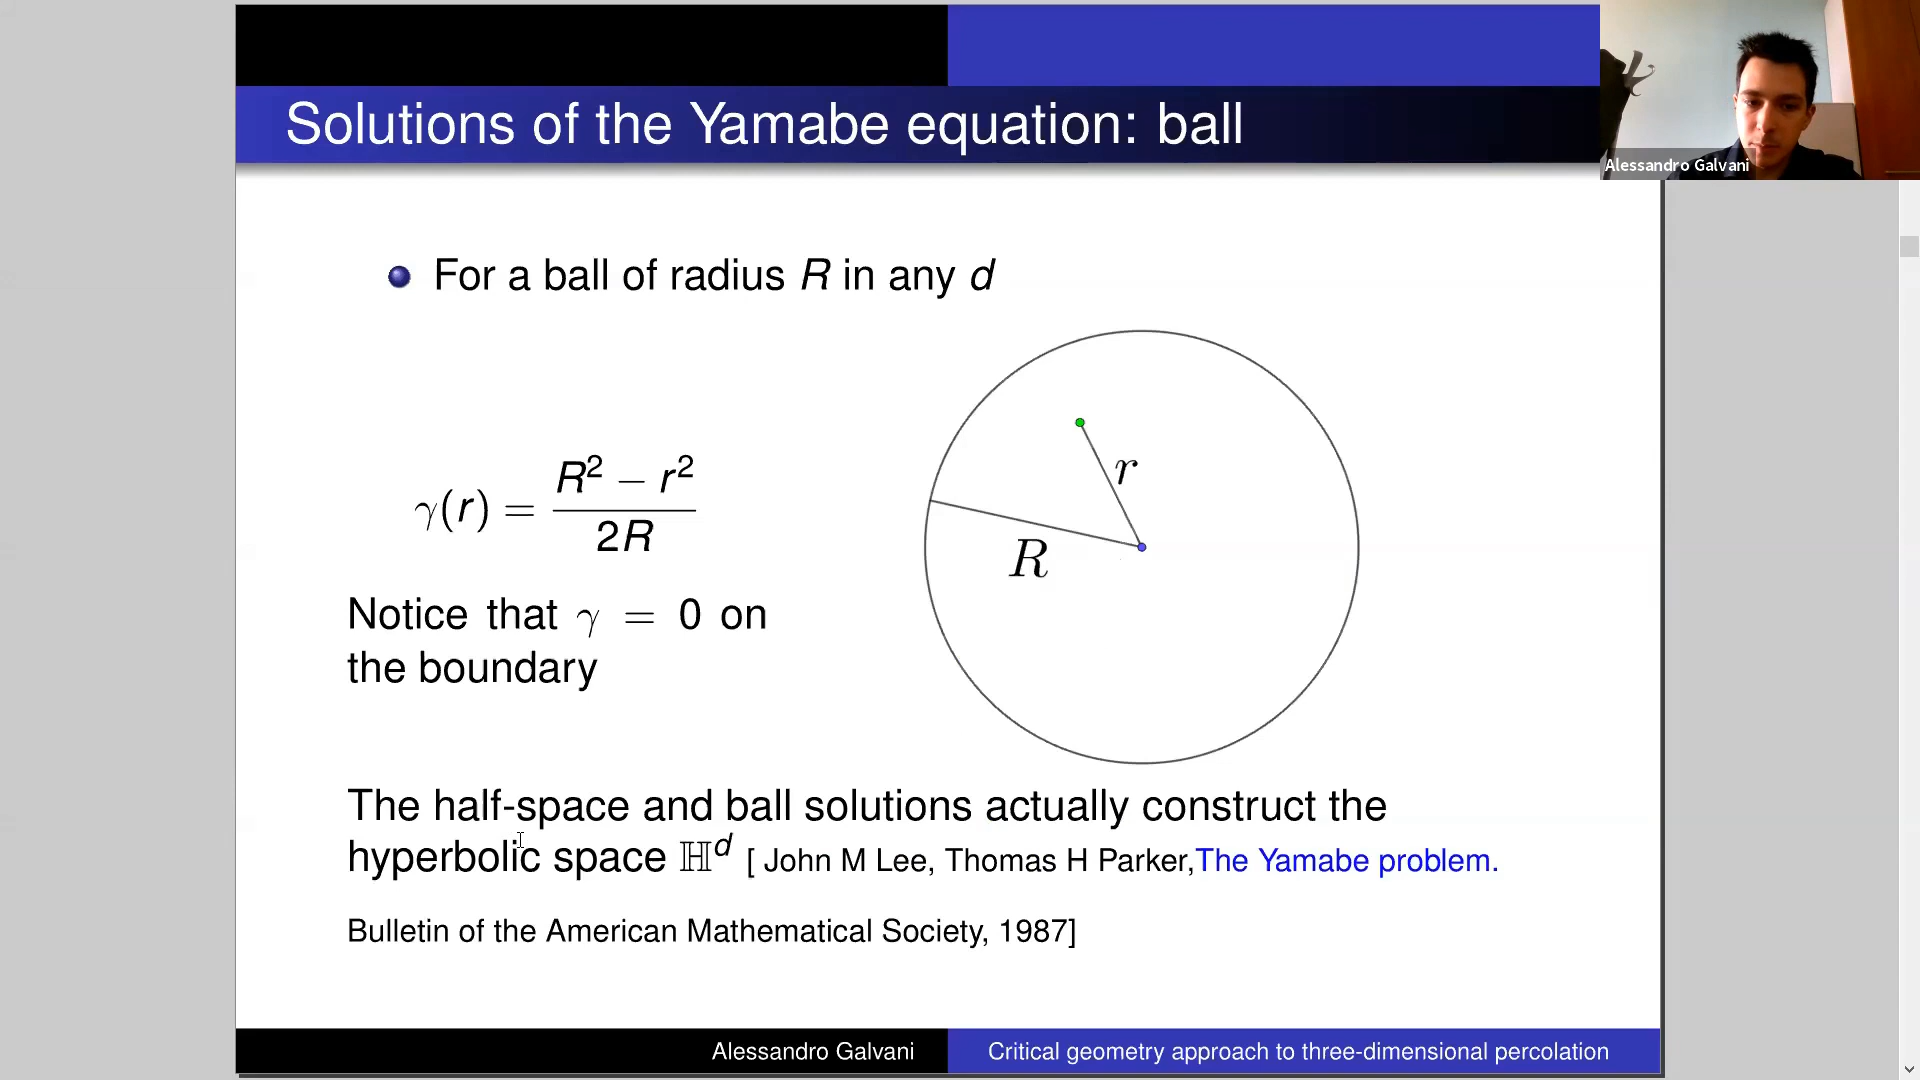 Solutions of the Yamabe equation: ball
Alessandro Galvani
For a ball of radius R in any d
γ(r) = (R² − r²) / 2R
r
R
Notice that γ = 0 on
the boundary
The half-space and ball solutions actually construct the
hyperbolic space ℍᵈ [ John M Lee, Thomas H Parker,The Yamabe problem.
Bulletin of the American Mathematical Society, 1987]
Alessandro Galvani
Critical geometry approach to three-dimensional percolation